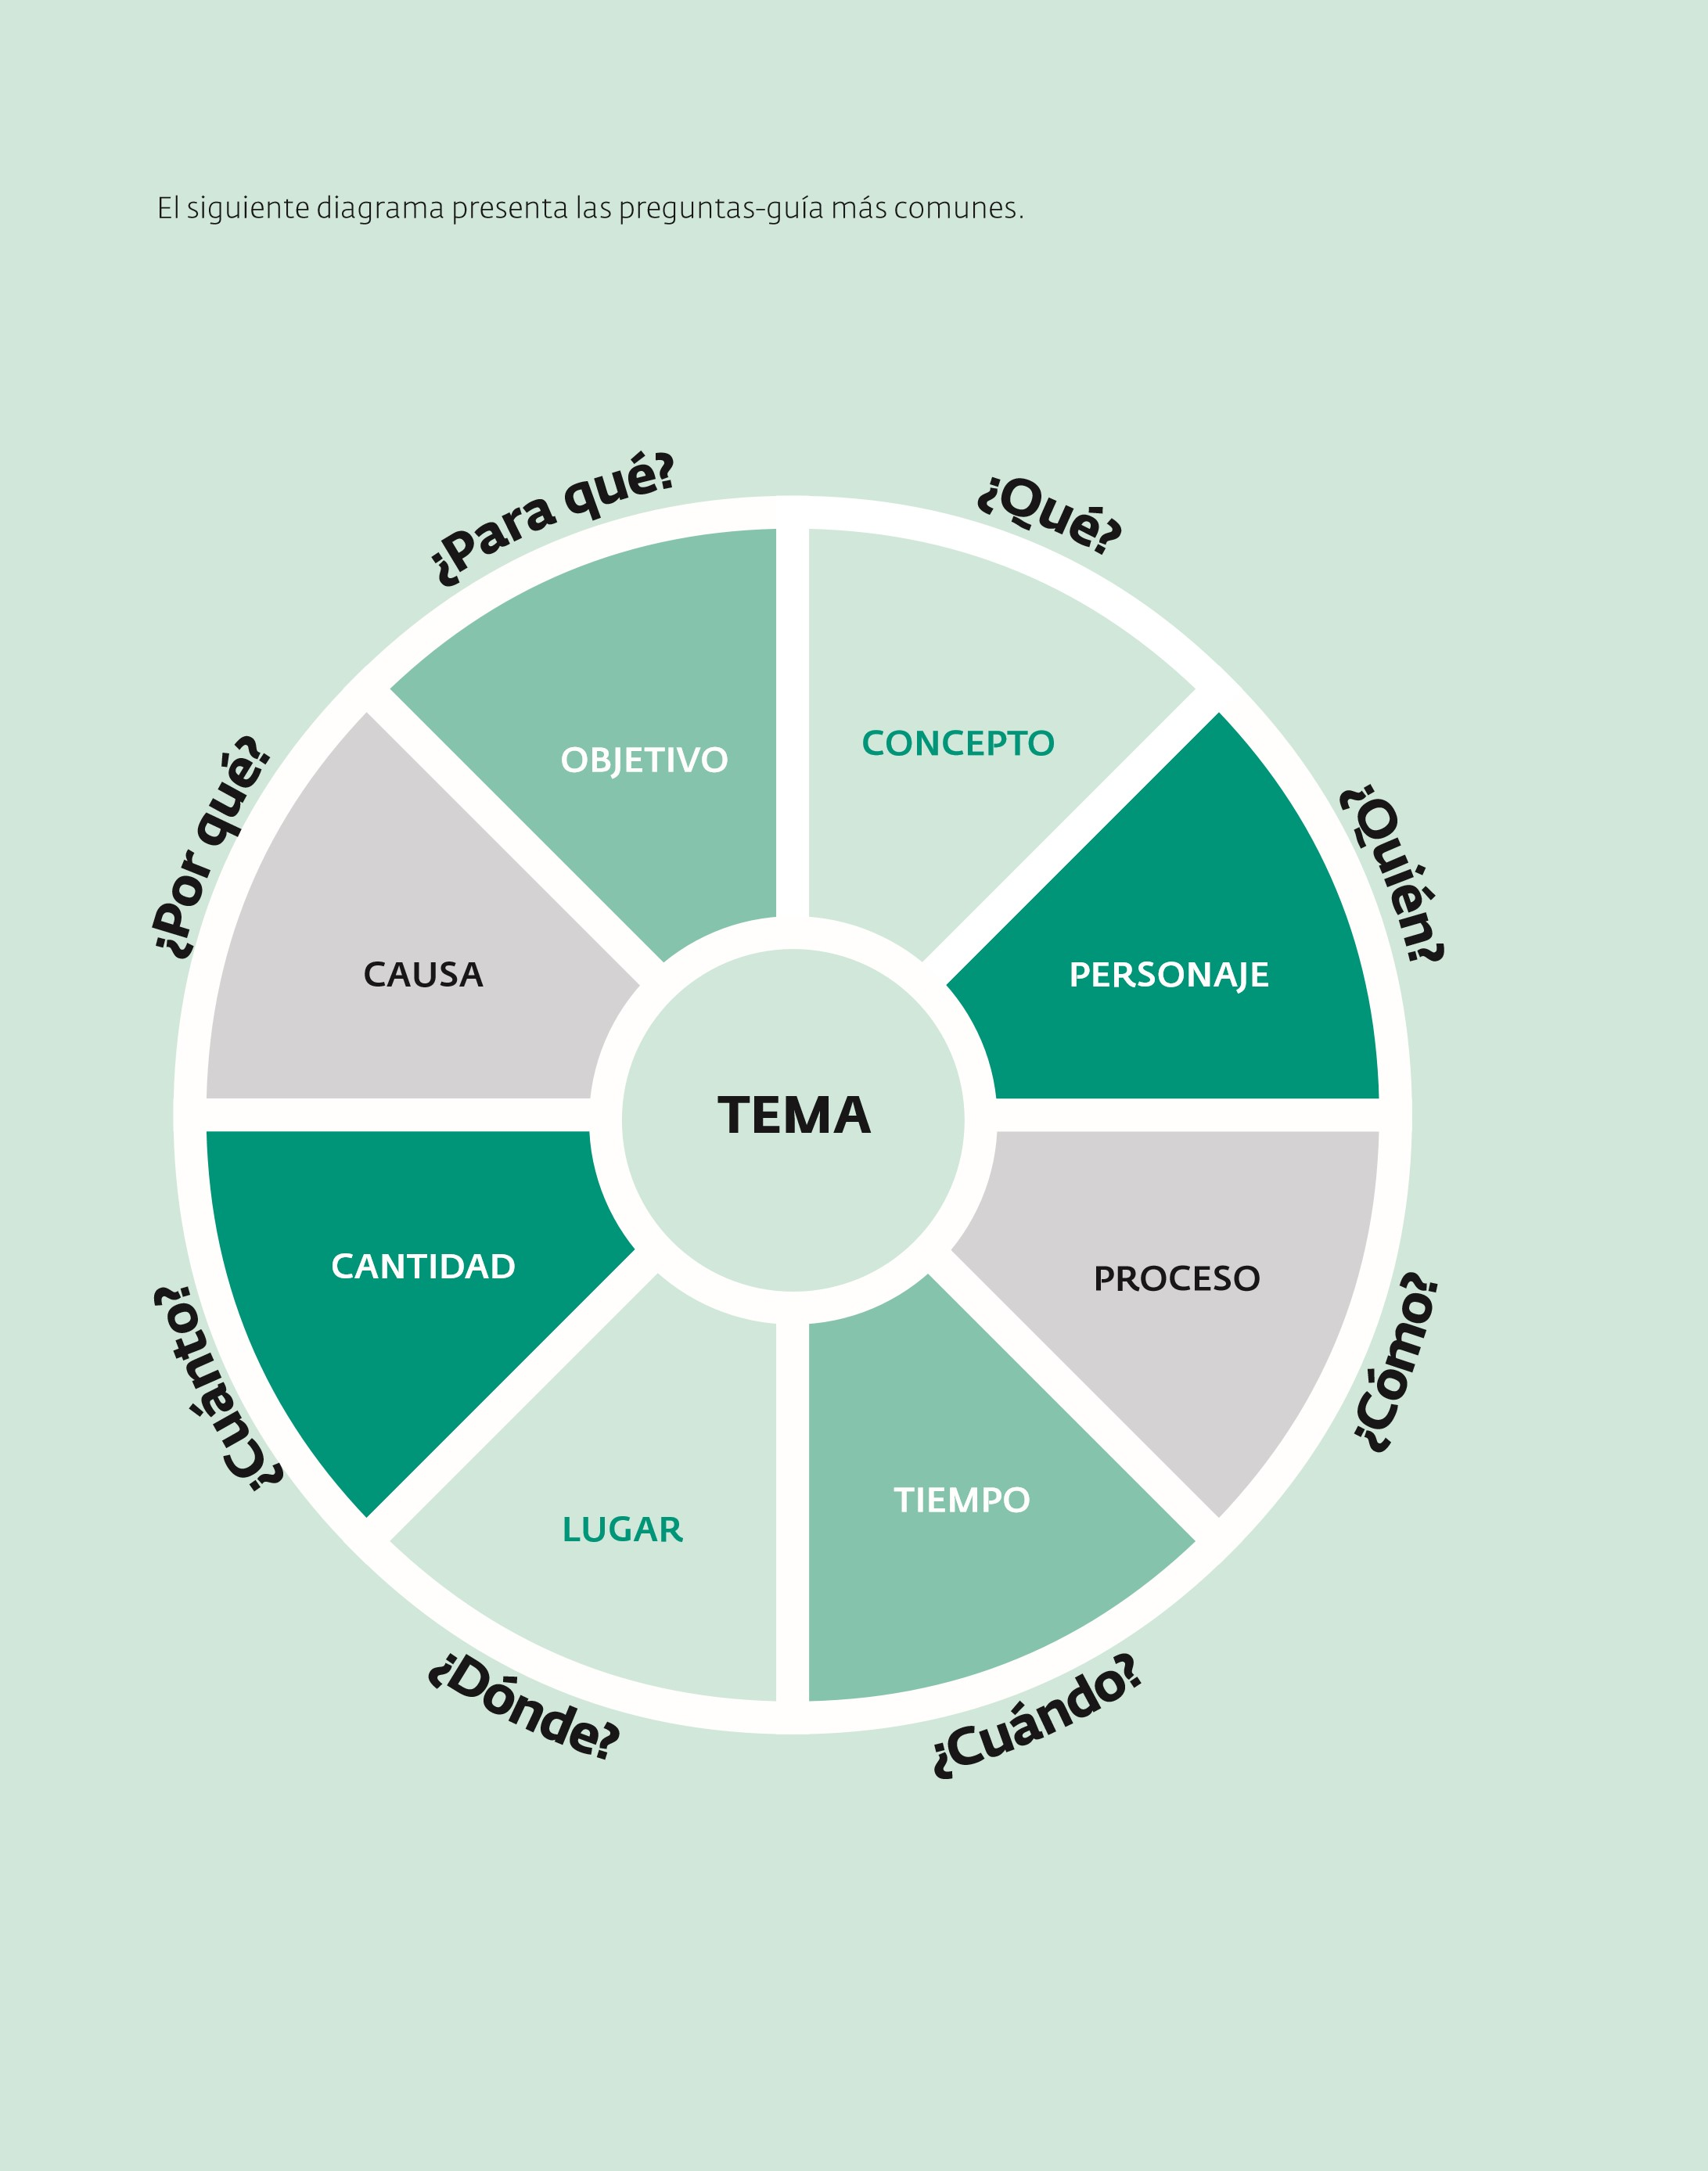 El siguiente diagrama presenta las preguntas-guía más comunes.
¿Para qué?
¿Qué?
OBJETIVO
CONCEPTO
¿Por qué?
¿Quién?
CAUSA
PERSONAJE
TEMA
CANTIDAD
PROCESO
¿Cuánto?
¿Cómo?
LUGAR
TIEMPO
¿Dónde?
¿Cuándo?